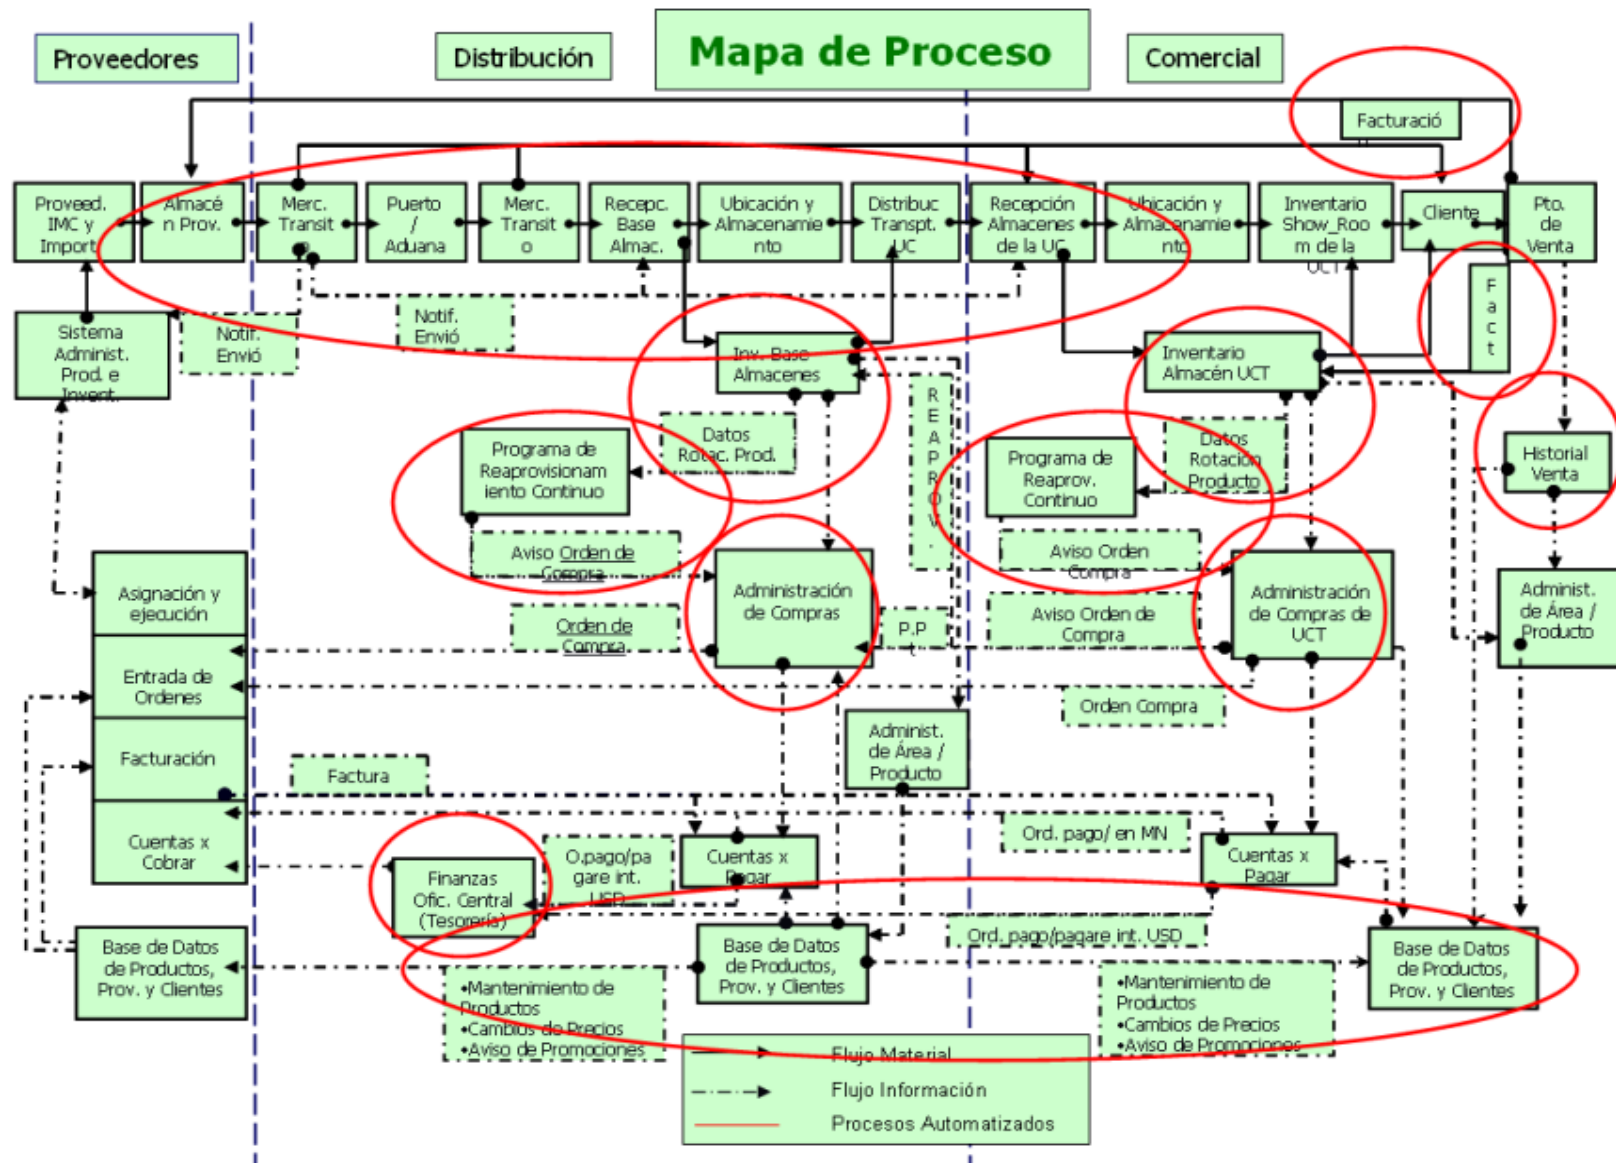 Proveedores
Distribución
Mapa de Proceso
Comercial
Facturació
Proveed.
IMC y
Import.
Almacé
n Prov.
Merc.
Transit
o
Puerto
/
Aduana
Merc.
Transit
o
Recepc.
Base
Almac.
Ubicación y
Almacenamie
nto
Distribuc
Transpt.
UC
Recepción
Almacenes
de la UC
Ubicación y
Almacenamie
nto
Inventario
Show_Roo
m de la
UCT
Cliente
Pto.
de
Venta
F
a
c
t
Sistema
Administ.
Prod. e
Invent.
Notif.
Envió
Notif.
Envió
Inv. Base
Almacenes
Inventario
Almacén UCT
R
E
A
P
R
O
V
.
Programa de
Reaprovisionam
iento Continuo
Datos
Rotac. Prod.
Programa de
Reaprov.
Continuo
Datos
Rotación
Producto
Historial
Venta
Aviso Orden de
Compra
Aviso Orden
Compra
Asignación y
ejecución
Administración
de Compras
Orden de
Compra
P.P
t
Aviso Orden de
Compra
Administración
de Compras de
UCT
Administ.
de Área /
Producto
Entrada de
Ordenes
Orden Compra
Facturación
Factura
Administ.
de Área /
Producto
Cuentas x
Cobrar
Finanzas
Ofic. Central
(Tesorería)
O.pago/pa
gare int.
USD
Cuentas x
Pagar
Ord. pago/ en MN
Cuentas x
Pagar
Ord. pago/pagare int. USD
Base de Datos
de Productos,
Prov. y Clientes
Base de Datos
de Productos,
Prov. y Clientes
Base de Datos
de Productos,
Prov. y Clientes
•Mantenimiento de
Productos
•Cambios de Precios
•Aviso de Promociones
•Mantenimiento de
Productos
•Cambios de Precios
•Aviso de Promociones
Flujo Material
Flujo Información
Procesos Automatizados